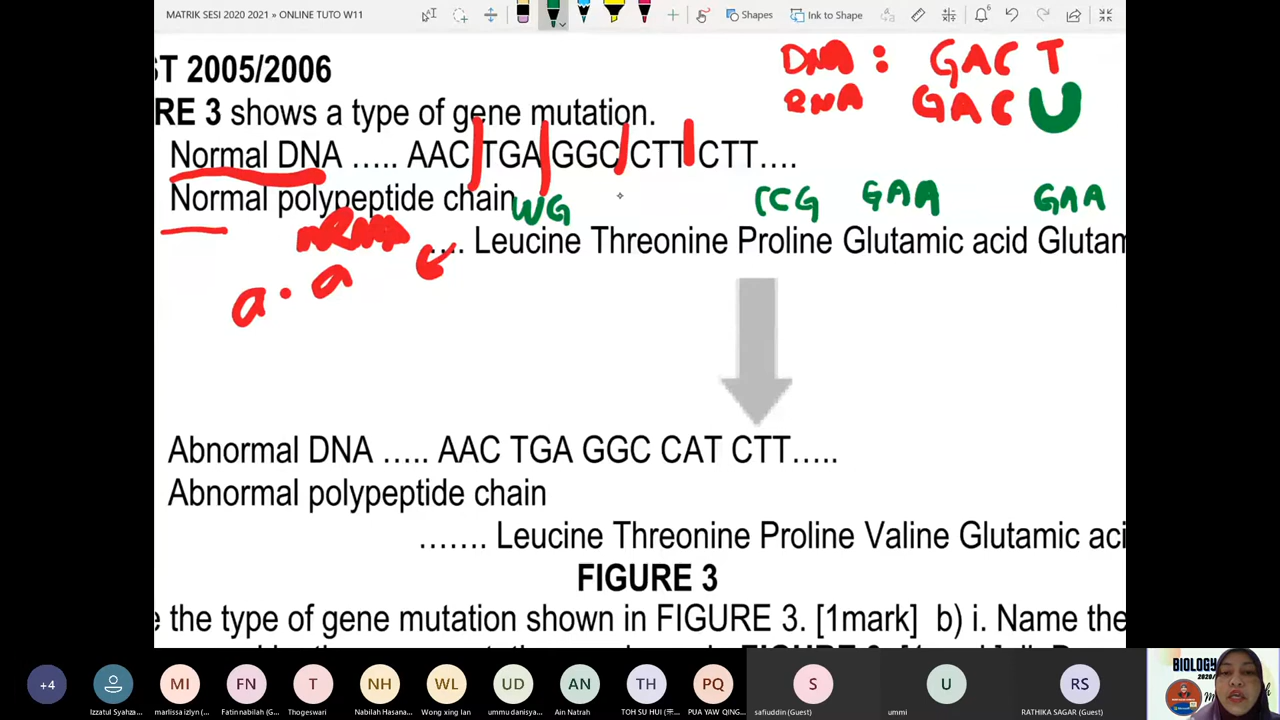 MATRIK SESI 2020 2021 » ONLINE TUTO W11
Shapes
Ink to Shape
ST 2005/2006
DNA : GAC T
RE 3 shows a type of gene mutation.
RNA GAC U
Normal DNA ….. AAC TGA GGC CTT CTT….
Normal polypeptide chain
UUG CCG GAA GAA
mRNA
…. Leucine Threonine Proline Glutamic acid Glutam
a. a
Abnormal DNA ….. AAC TGA GGC CAT CTT…..
Abnormal polypeptide chain
……. Leucine Threonine Proline Valine Glutamic aci
FIGURE 3
e the type of gene mutation shown in FIGURE 3. [1mark] b) i. Name the
+4
MI
FN
T
NH
WL
UD
AN
TH
PQ
S
U
RS
Izzatul Syahza...
marlissa izlyn (...
Fatin nabilah (G...
Thogeswari
Nabilah Hasana...
Wong xing lan
ummu danisya...
Ain Natrah
TOH SU HUI (...
PUA YAW QING...
safiuddin (Guest)
ummi
RATHIKA SAGAR (Guest)
BIOLOGY